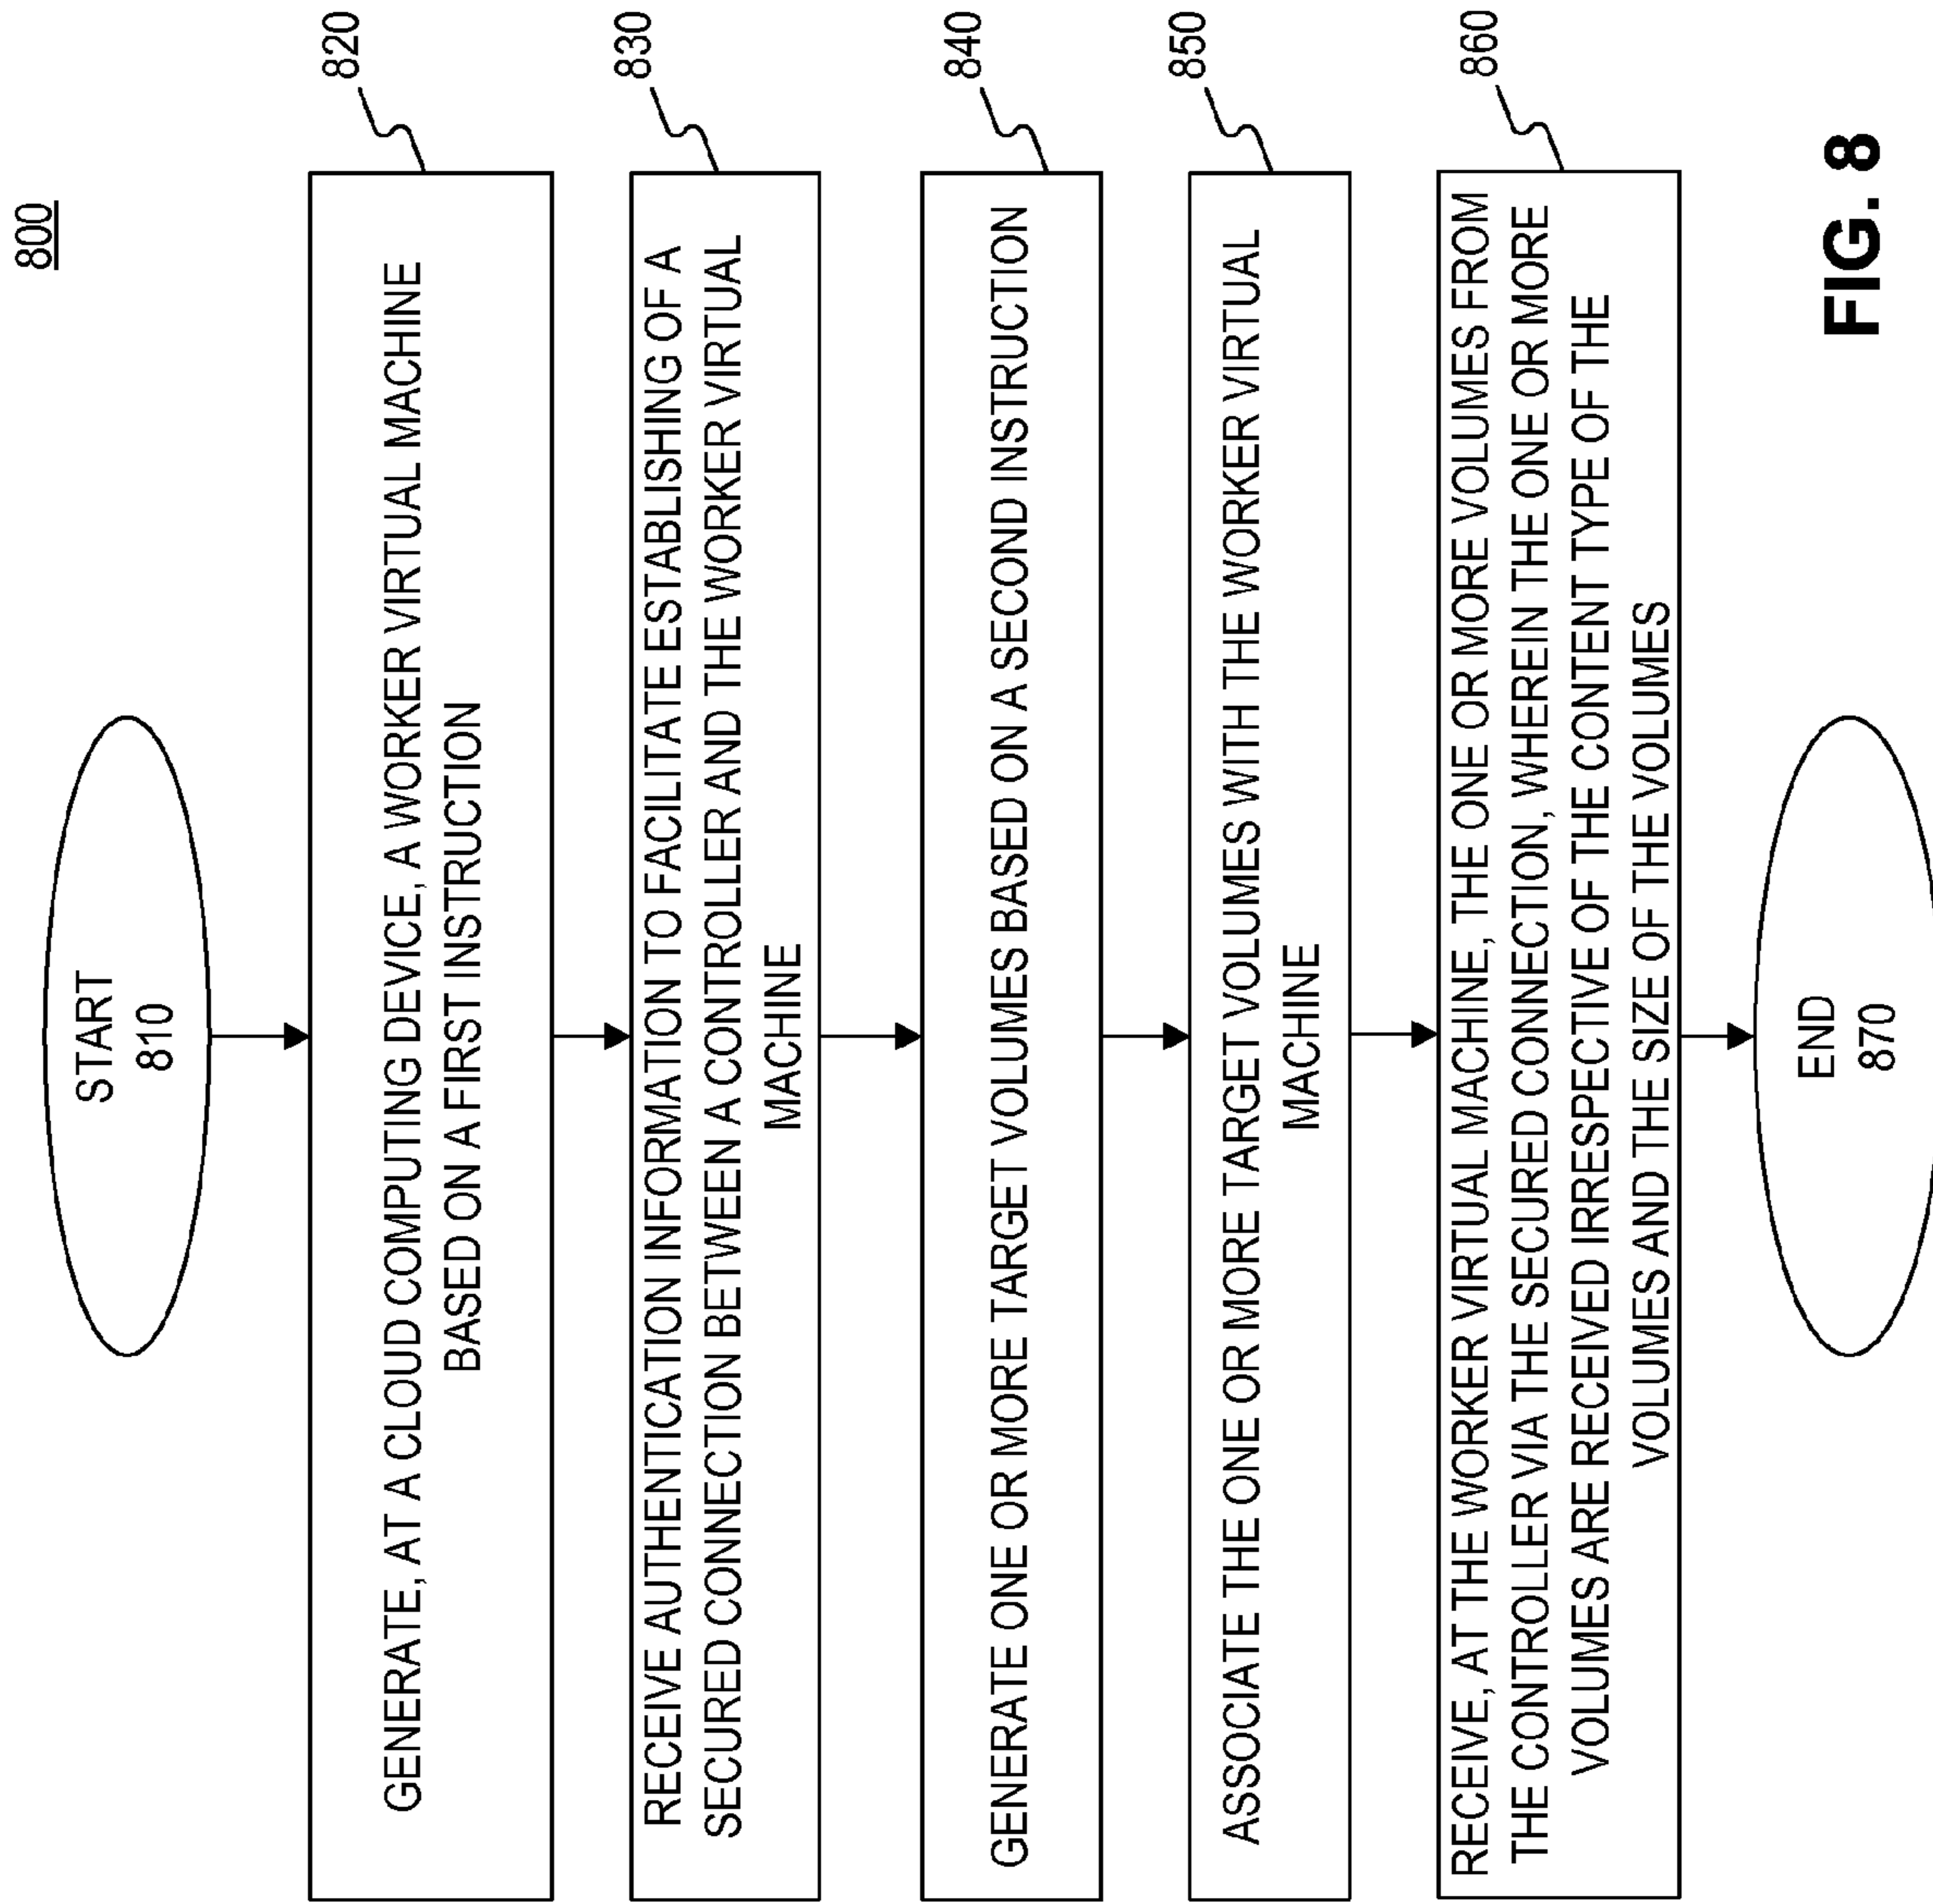 800
START
810
GENERATE, AT A CLOUD COMPUTING DEVICE, A WORKER VIRTUAL MACHINE
BASED ON A FIRST INSTRUCTION
820
RECEIVE AUTHENTICATION INFORMATION TO FACILITATE ESTABLISHING OF A
SECURED CONNECTION BETWEEN A CONTROLLER AND THE WORKER VIRTUAL
MACHINE
830
GENERATE ONE OR MORE TARGET VOLUMES BASED ON A SECOND INSTRUCTION
840
ASSOCIATE THE ONE OR MORE TARGET VOLUMES WITH THE WORKER VIRTUAL
MACHINE
850
RECEIVE, AT THE WORKER VIRTUAL MACHINE, THE ONE OR MORE VOLUMES FROM
THE CONTROLLER VIA THE SECURED CONNECTION, WHEREIN THE ONE OR MORE
VOLUMES ARE RECEIVED IRRESPECTIVE OF THE CONTENT TYPE OF THE
VOLUMES AND THE SIZE OF THE VOLUMES
860
END
870
FIG. 8